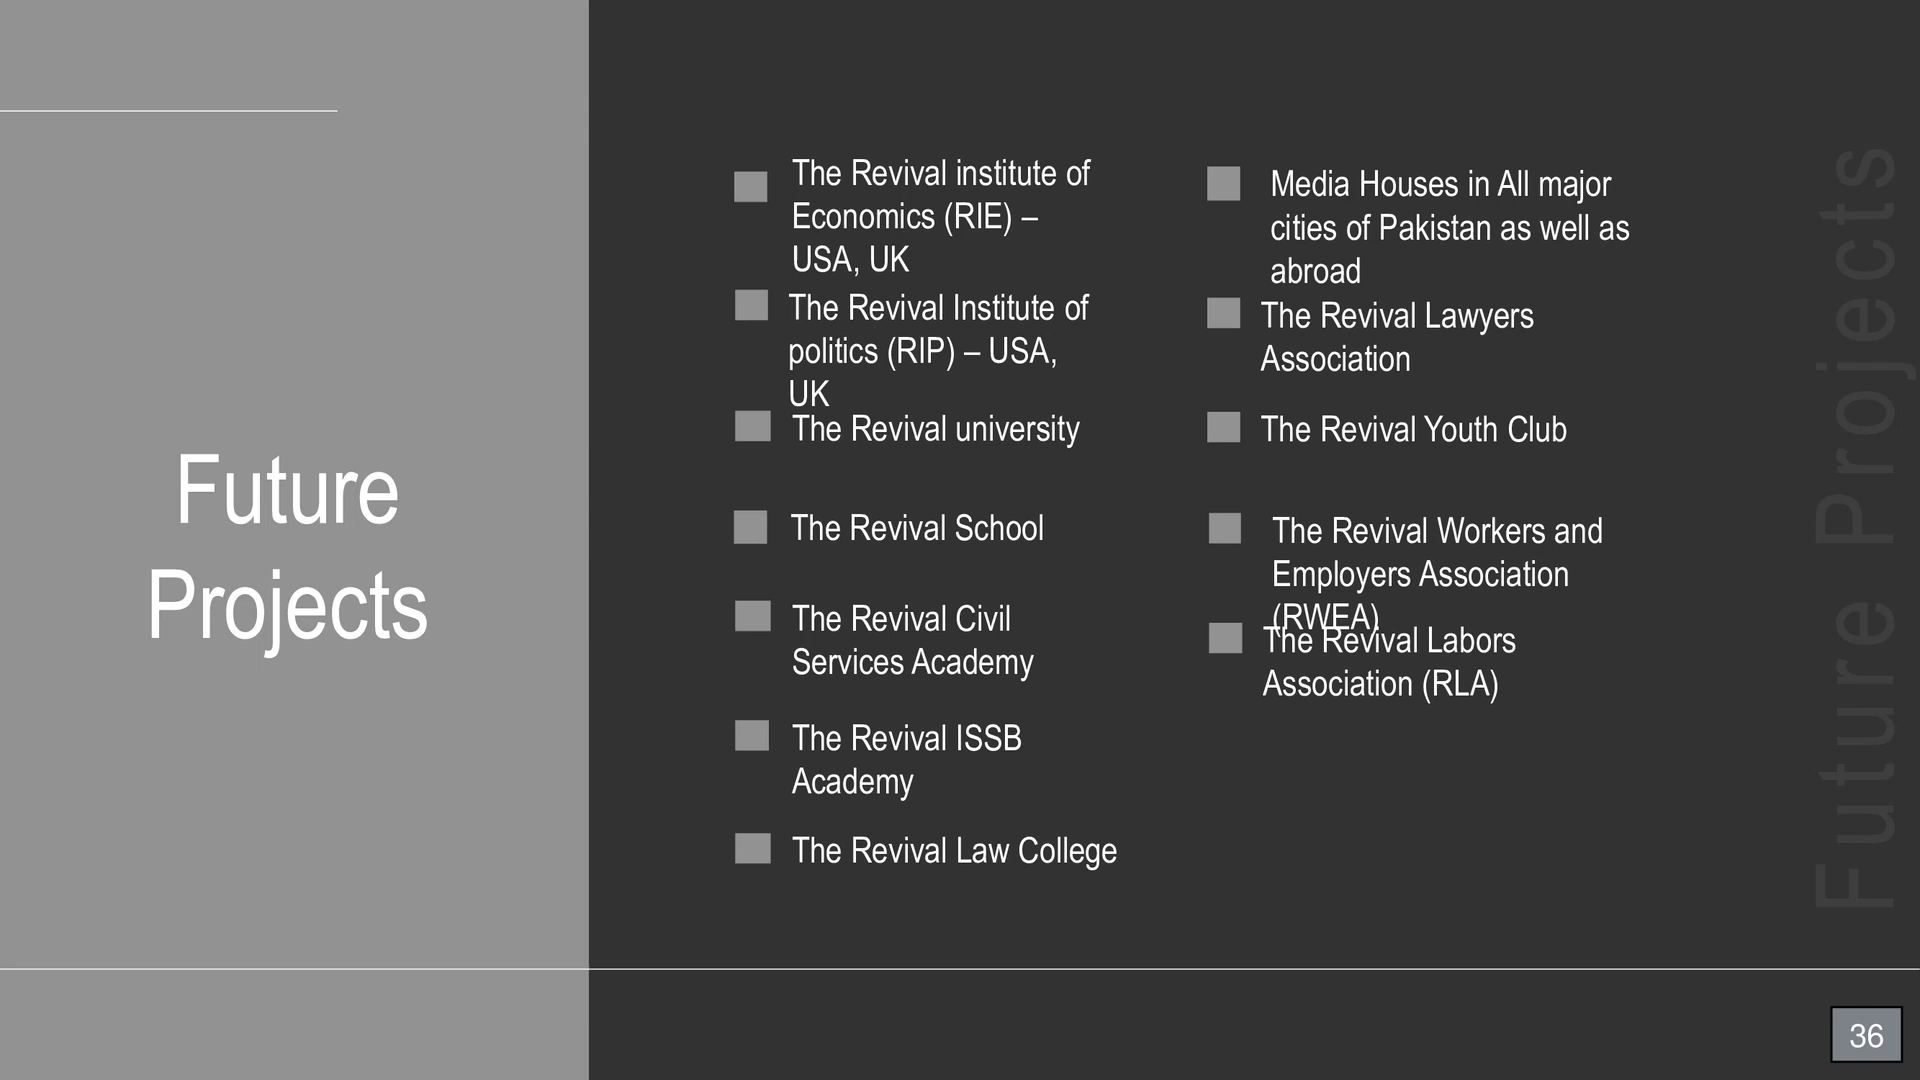 Future
Projects
The Revival institute of
Economics (RIE) –
USA, UK
The Revival Institute of
politics (RIP) – USA,
UK
The Revival university
The Revival School
The Revival Civil
Services Academy
The Revival ISSB
Academy
The Revival Law College
Media Houses in All major
cities of Pakistan as well as
abroad
The Revival Lawyers
Association
The Revival Youth Club
The Revival Workers and
Employers Association
(RWEA)
The Revival Labors
Association (RLA)
Future Projects
36